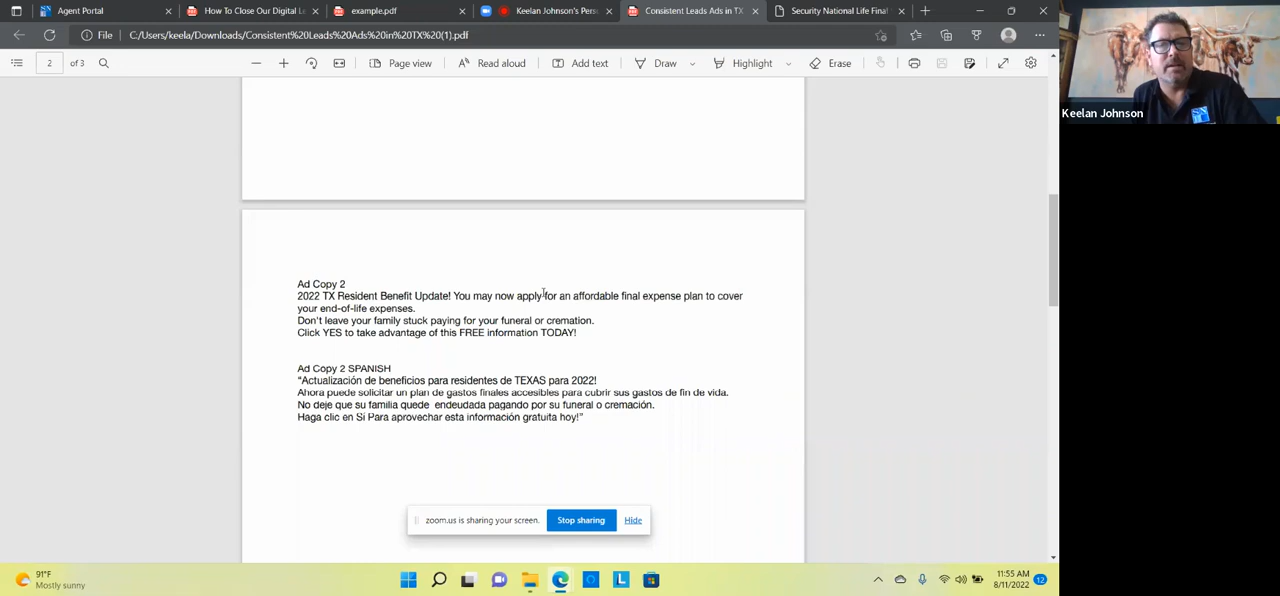 Agent Portal
How To Close Our Digital Le
example.pdf
Keelan Johnson's Pers
Consistent Leads Ads in TX
Security National Life Final
File
C:/Users/keela/Downloads/Consistent%20Leads%20Ads%20in%20TX%20(1).pdf
2 of 3
Page view
Read aloud
Add text
Draw
Highlight
Erase
Keelan Johnson
Ad Copy 2
2022 TX Resident Benefit Update! You may now apply for an affordable final expense plan to cover
your end-of-life expenses.
Don't leave your family stuck paying for your funeral or cremation.
Click YES to take advantage of this FREE information TODAY!
Ad Copy 2 SPANISH
“Actualización de beneficios para residentes de TEXAS para 2022!
Ahora puede solicitar un plan de gastos finales accesibles para cubrir sus gastos de fin de vida.
No deje que su familia quede endeudada pagando por su funeral o cremación.
Haga clic en Sí Para aprovechar esta información gratuita hoy!”
zoom.us is sharing your screen.
Stop sharing
Hide
91°F
Mostly sunny
11:55 AM
8/11/2022
12